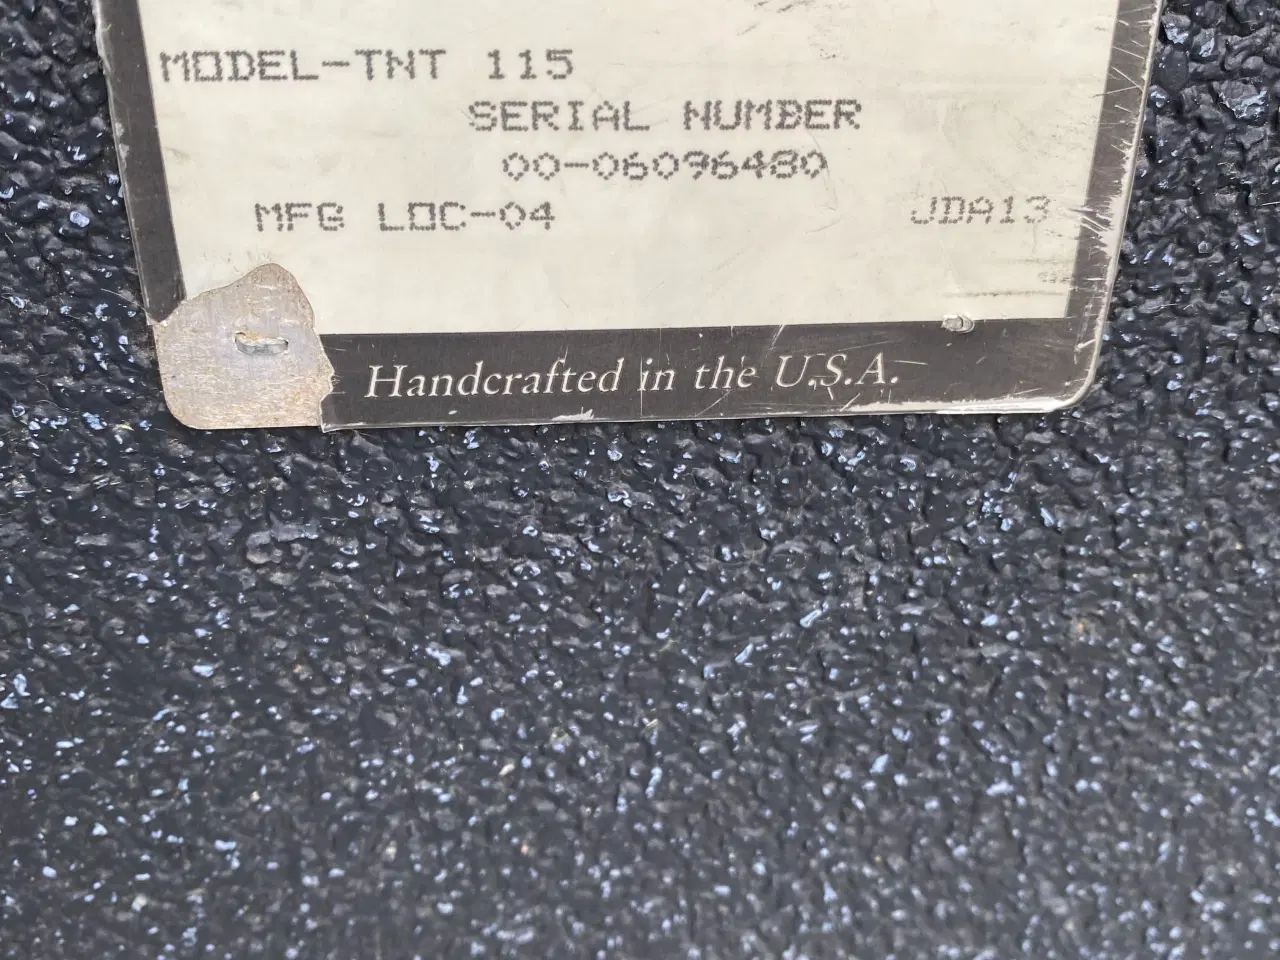 MODEL-TNT 115
SERIAL NUMBER
00-06096480
MFG LOC-04 JDA13
Handcrafted in the U.S.A.